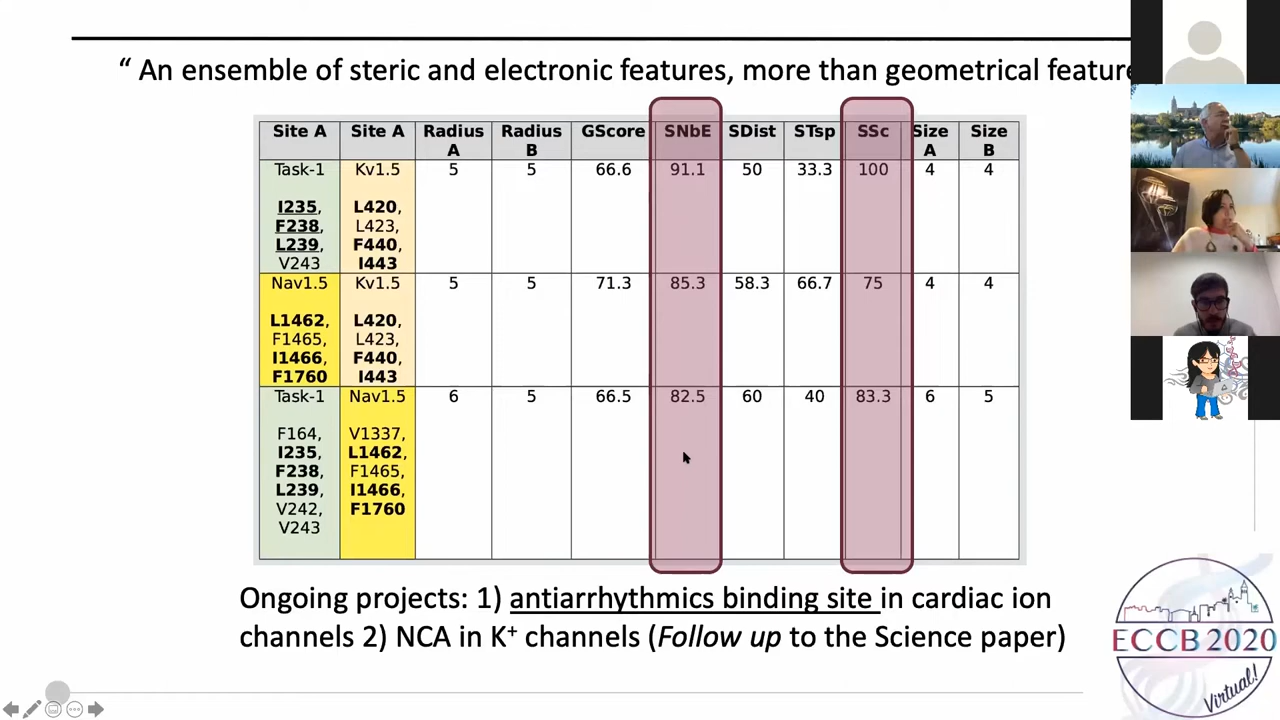 “ An ensemble of steric and electronic features, more than geometrical feature
Site A Site A Radius A Radius B GScore SNbE SDist STsp SSc Size A Size B
Task-1 Kv1.5 5 5 66.6 91.1 50 33.3 100 4 4
I235, L420,
F238, L423,
L239, F440,
V243 I443
Nav1.5 Kv1.5 5 5 71.3 85.3 58.3 66.7 75 4 4
L1462, L420,
F1465, L423,
I1466, F440,
F1760 I443
Task-1 Nav1.5 6 5 66.5 82.5 60 40 83.3 6 5
F164, V1337,
I235, L1462,
F238, F1465,
L239, I1466,
V242, F1760
V243
Ongoing projects: 1) antiarrhythmics binding site in cardiac ion
channels 2) NCA in K⁺ channels (Follow up to the Science paper)
ECCB 2020
Virtual!